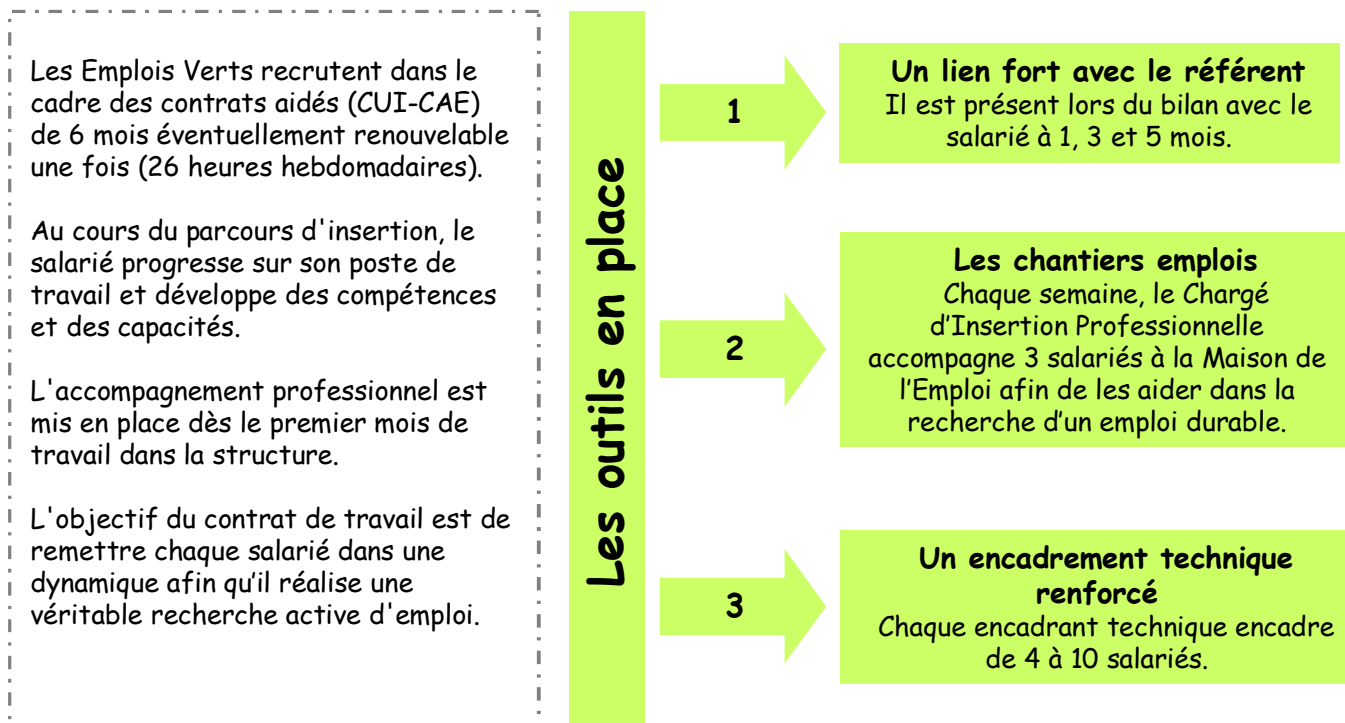 Les Emplois Verts recrutent dans le
cadre des contrats aidés (CUI-CAE)
de 6 mois éventuellement renouvelable
une fois (26 heures hebdomadaires).
Au cours du parcours d'insertion, le
salarié progresse sur son poste de
travail et développe des compétences
et des capacités.
L'accompagnement professionnel est
mis en place dès le premier mois de
travail dans la structure.
L'objectif du contrat de travail est de
remettre chaque salarié dans une
dynamique afin qu’il réalise une
véritable recherche active d'emploi.
Les outils en place
1
Un lien fort avec le référent
Il est présent lors du bilan avec le
salarié à 1, 3 et 5 mois.
2
Les chantiers emplois
Chaque semaine, le Chargé
d’Insertion Professionnelle
accompagne 3 salariés à la Maison de
l’Emploi afin de les aider dans la
recherche d’un emploi durable.
3
Un encadrement technique
renforcé
Chaque encadrant technique encadre
de 4 à 10 salariés.